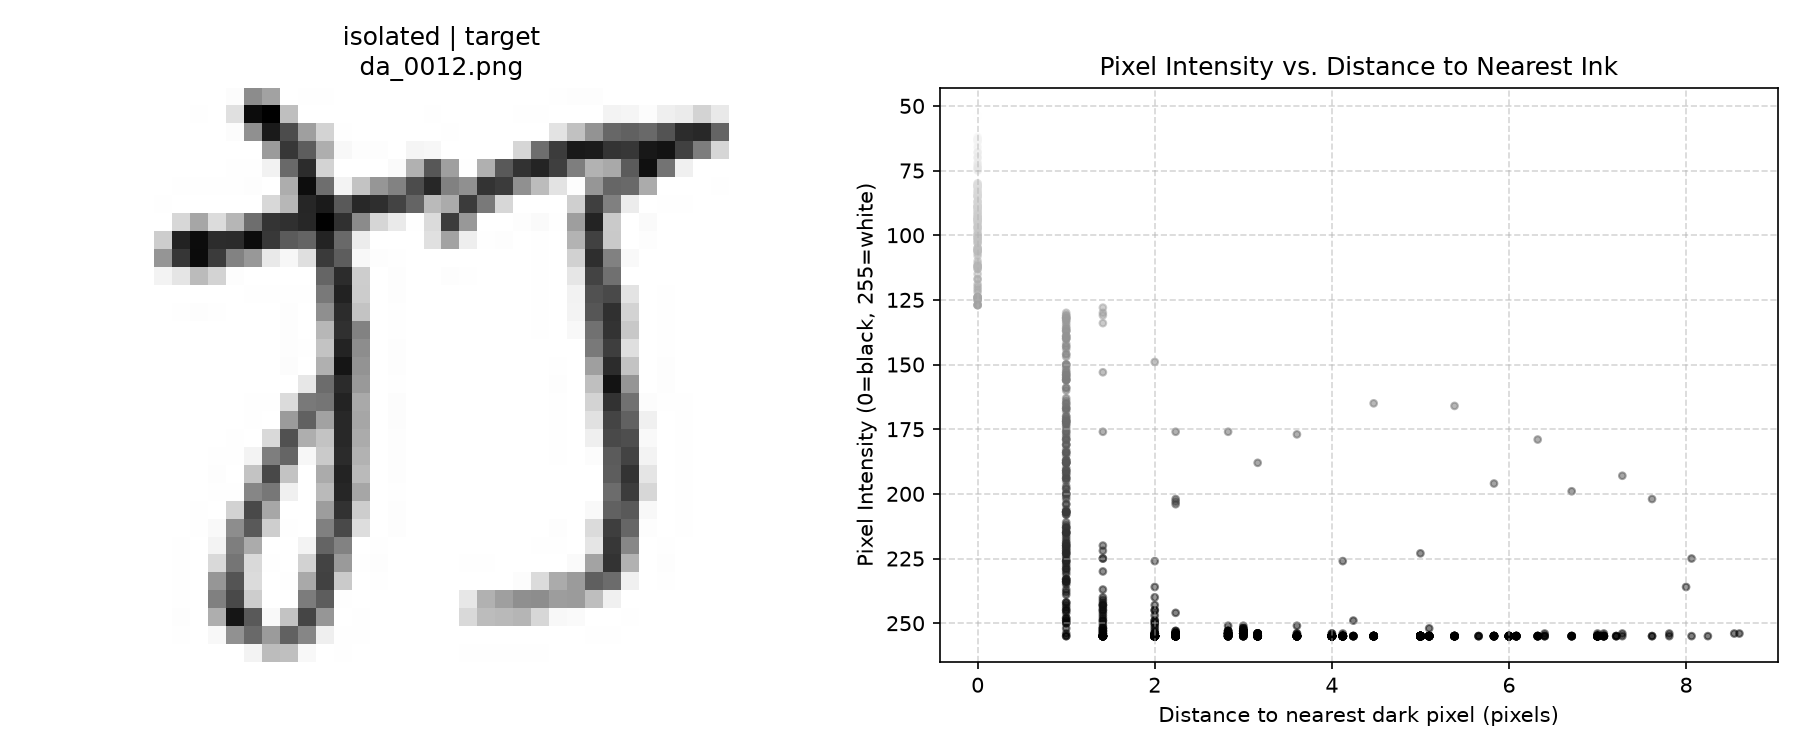 isolated | target
da_0012.png
Pixel Intensity vs. Distance to Nearest Ink
Pixel Intensity (0=black, 255=white)
50
75
100
125
150
175
200
225
250
0 2 4 6 8
Distance to nearest dark pixel (pixels)